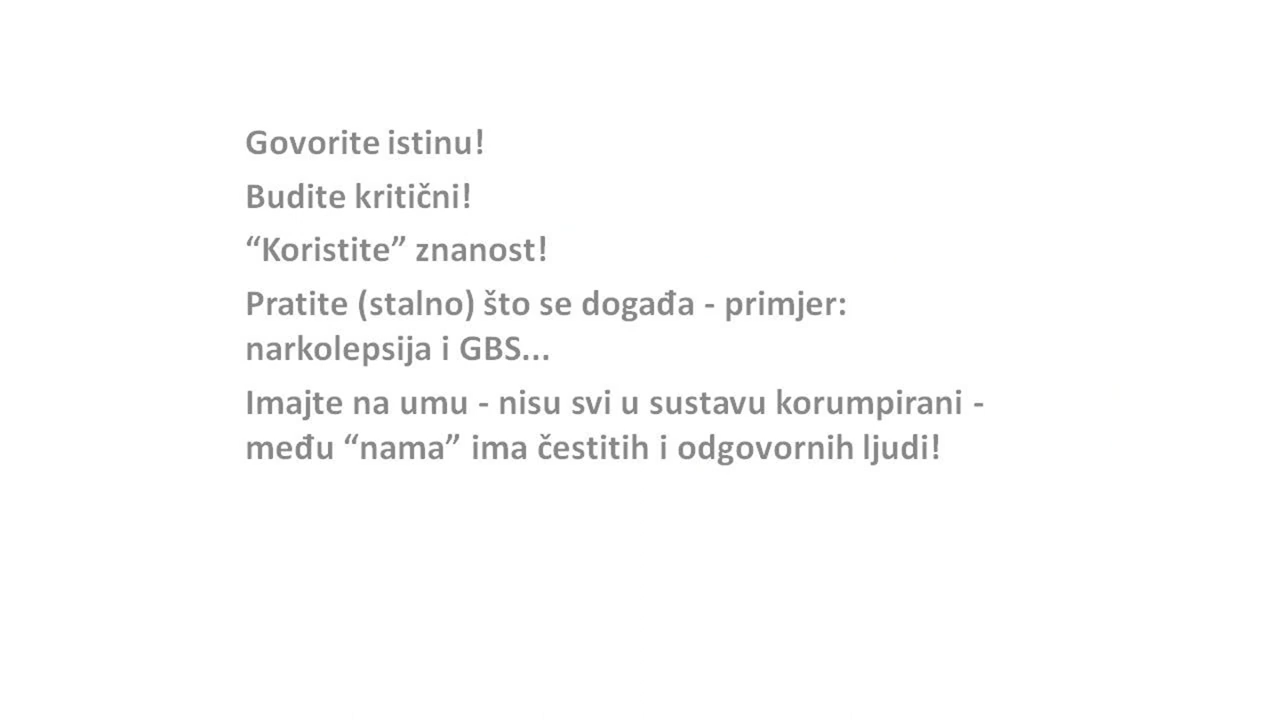 Govorite istinu!
Budite kritični!
“Koristite” znanost!
Pratite (stalno) što se događa - primjer:
narkolepsija i GBS...
Imajte na umu - nisu svi u sustavu korumpirani -
među “nama” ima čestitih i odgovornih ljudi!